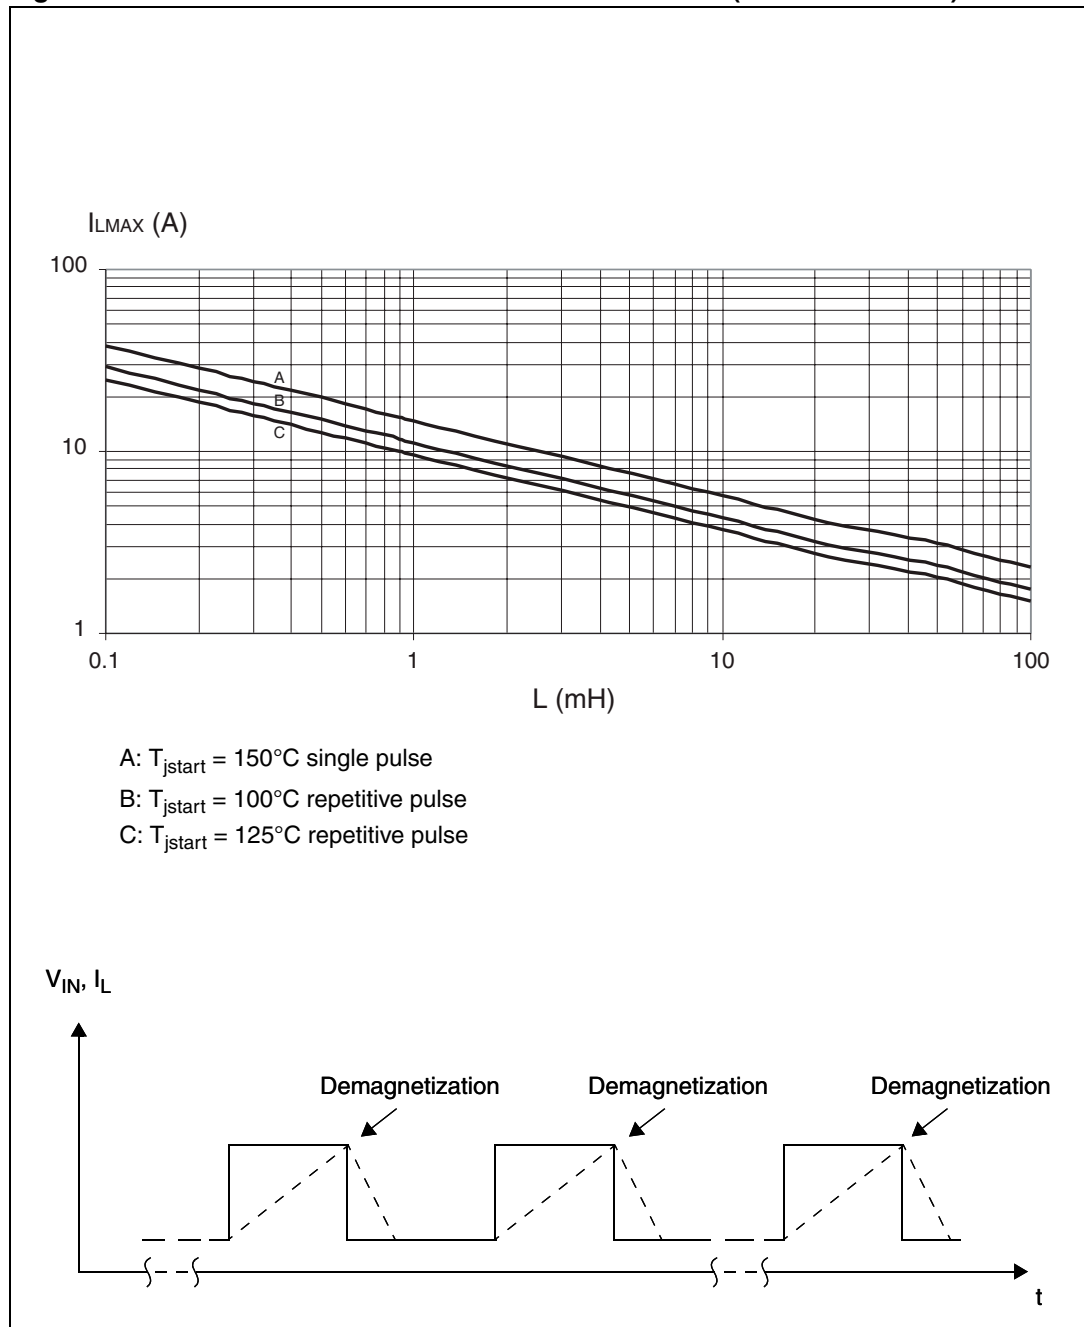 ILMAX (A)
100
A
B
C
10
1
0.1 1 10 100
L (mH)
A: Tjstart = 150°C single pulse
B: Tjstart = 100°C repetitive pulse
C: Tjstart = 125°C repetitive pulse
VIN, IL
Demagnetization Demagnetization Demagnetization
t